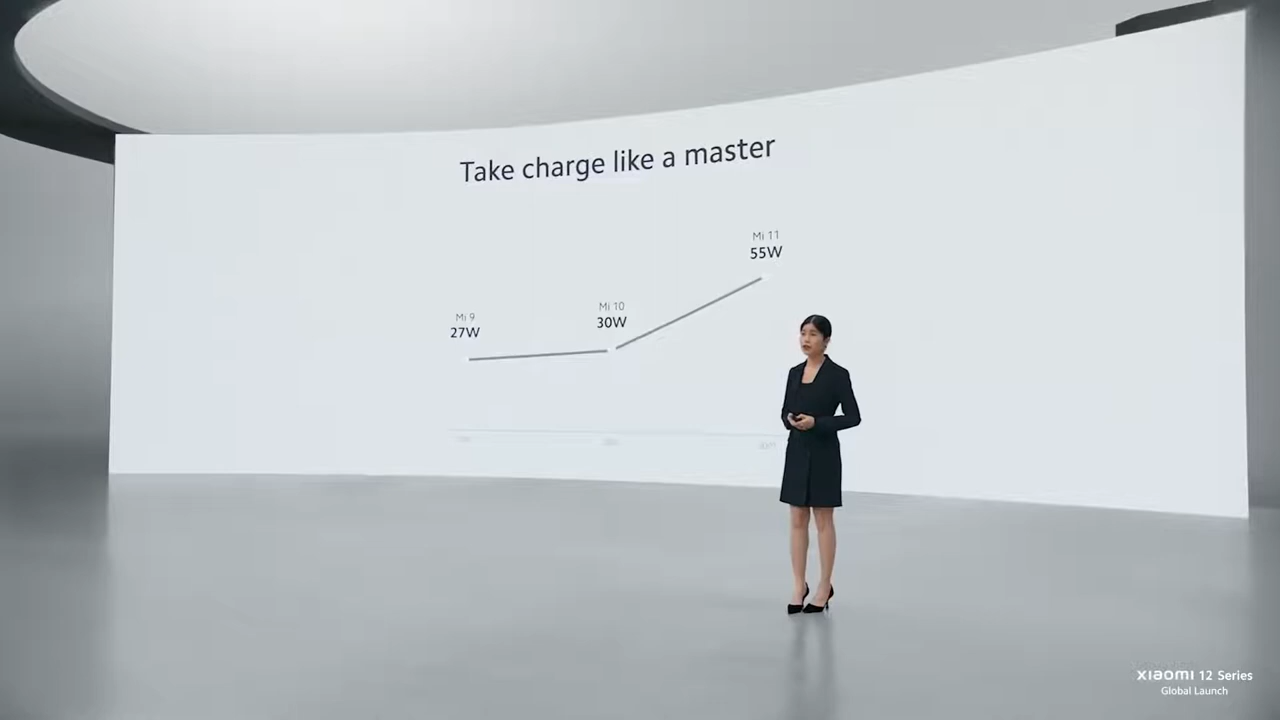 Take charge like a master
Mi 11
55W
Mi 10
30W
Mi 9
27W
xiaomi 12 Series
Global Launch